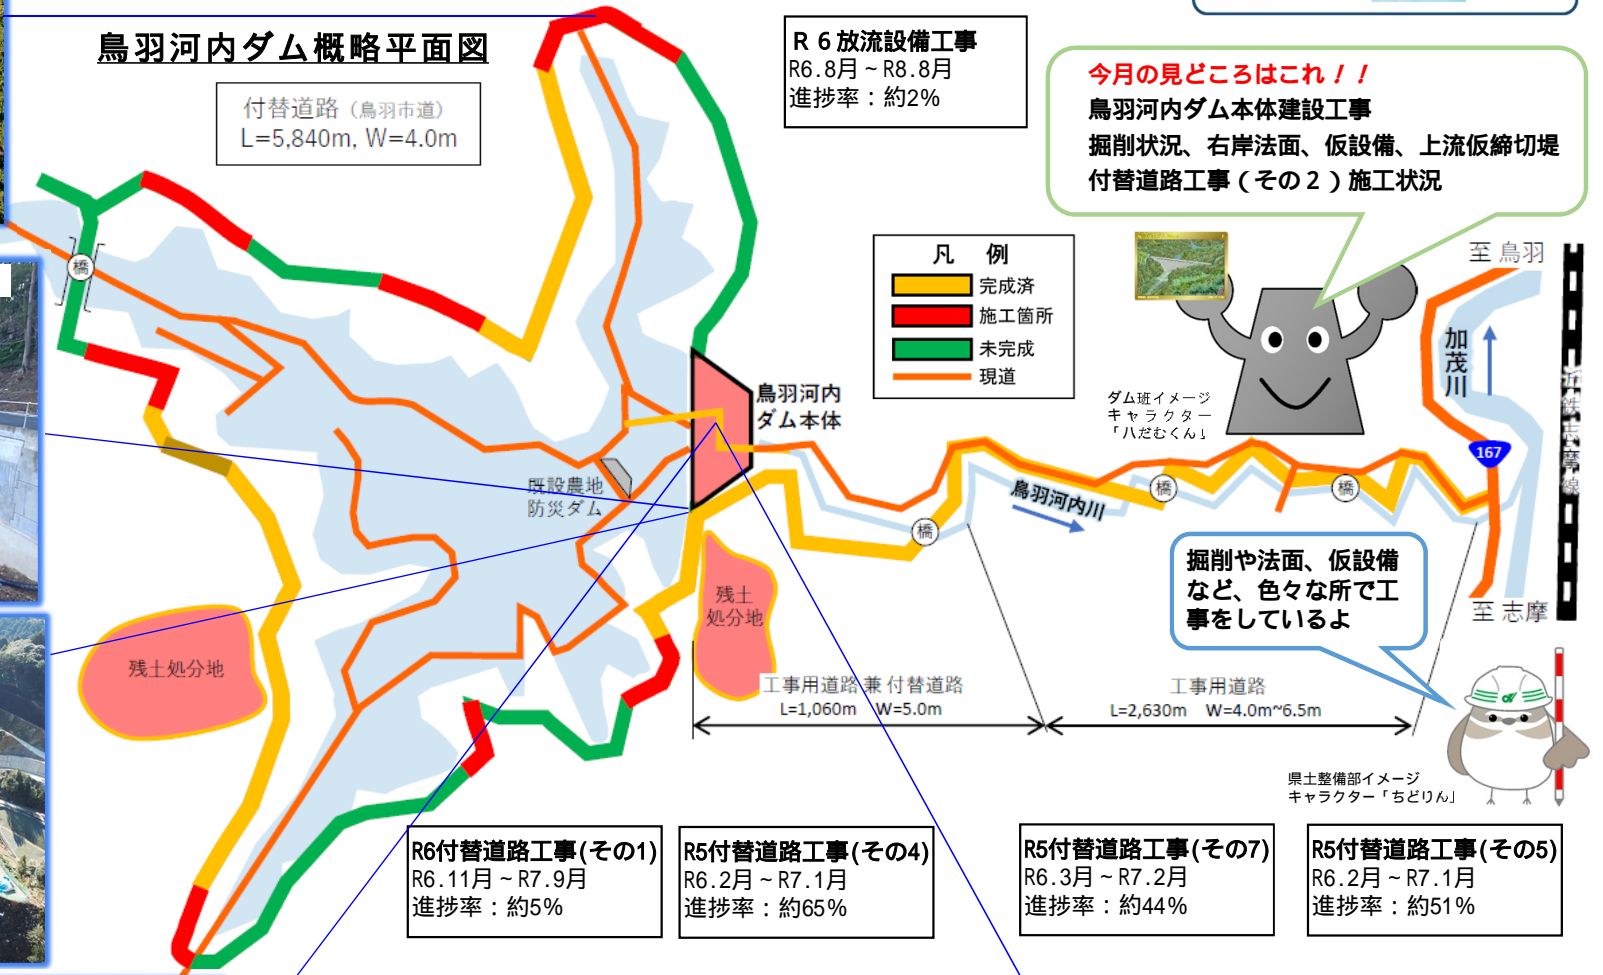 鳥羽河内ダム概略平面図
付替道路（鳥羽市道）
L=5,840m, W=4.0m
R 6 放流設備工事
R6.8月～R8.8月
進捗率：約2%
今月の見どころはこれ！！
鳥羽河内ダム本体建設工事
掘削状況、右岸法面、仮設備、上流仮締切堤
付替道路工事（その２）施工状況
凡　例
完成済
施工箇所
未完成
現道
至 鳥羽
加茂川
近鉄志摩線
167
至 志摩
ダム班イメージ
キャラクター
「八だむくん」
橋
鳥羽河内
ダム本体
既設農地
防災ダム
鳥羽河内川
橋
橋
橋
掘削や法面、仮設備
など、色々な所で工
事をしているよ
残土
処分地
残土処分地
工事用道路 兼 付替道路
L=1,060m　W=5.0m
工事用道路
L=2,630m　W=4.0m~6.5m
県土整備部イメージ
キャラクター「ちどりん」
R6付替道路工事(その1)
R6.11月～R7.9月
進捗率：約5%
R5付替道路工事(その4)
R6.2月～R7.1月
進捗率：約65%
R5付替道路工事(その7)
R6.3月～R7.2月
進捗率：約44%
R5付替道路工事(その5)
R6.2月～R7.1月
進捗率：約51%